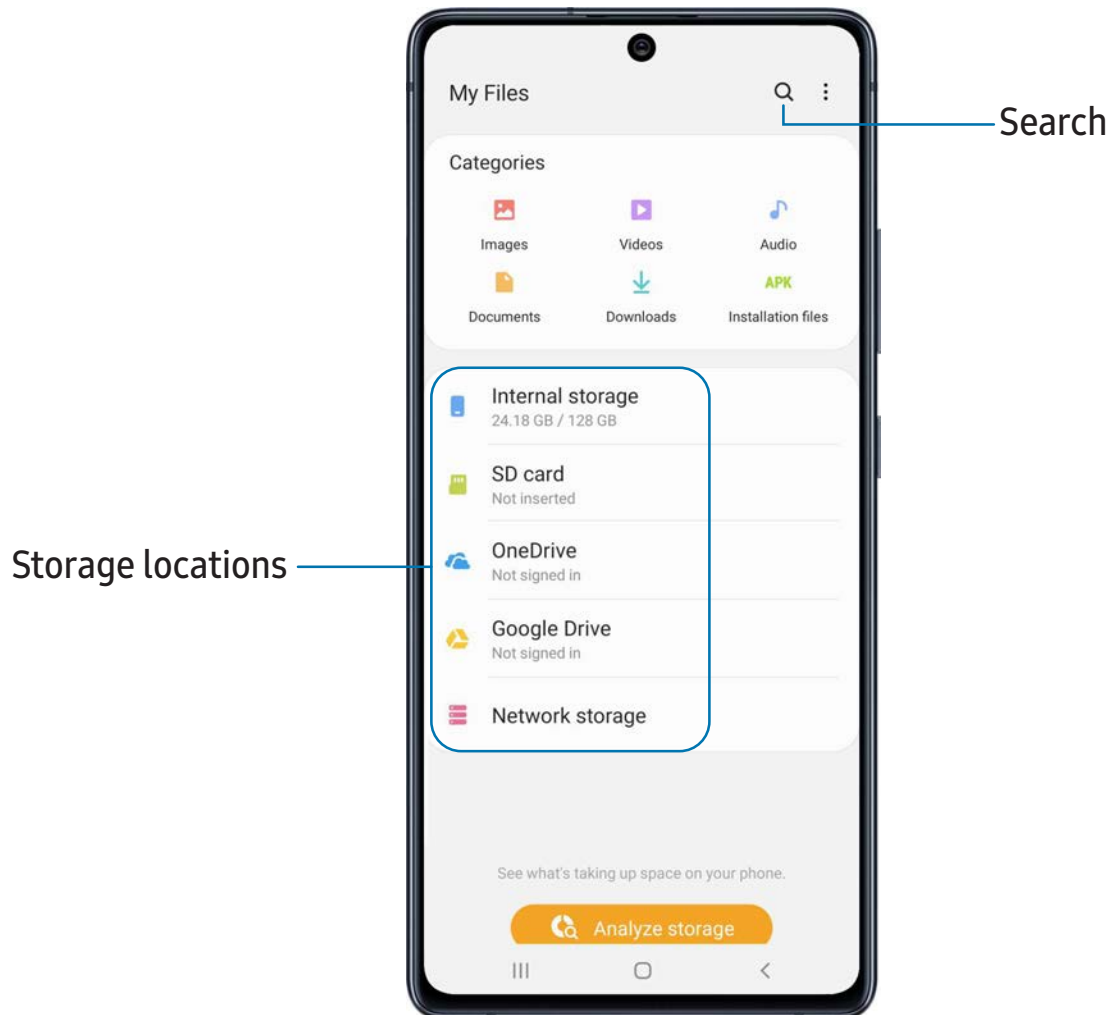 My Files
Search
Categories
Images Videos Audio
APK
Documents Downloads Installation files
Internal storage
24.18 GB / 128 GB
SD card
Not inserted
Storage locations
OneDrive
Not signed in
Google Drive
Not signed in
Network storage
See what's taking up space on your phone.
Analyze storage